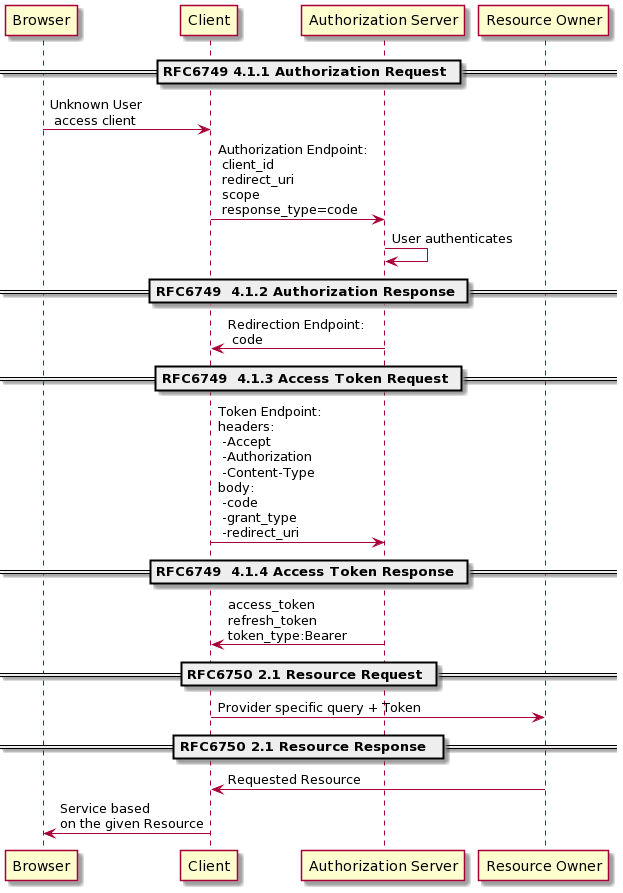 Browser Client Authorization Server Resource Owner
RFC6749 4.1.1 Authorization Request
Unknown User
access client
Authorization Endpoint:
client_id
redirect_uri
scope
response_type=code
User authenticates
RFC6749  4.1.2 Authorization Response
Redirection Endpoint:
code
RFC6749  4.1.3 Access Token Request
Token Endpoint:
headers:
-Accept
-Authorization
-Content-Type
body:
-code
-grant_type
-redirect_uri
RFC6749  4.1.4 Access Token Response
access_token
refresh_token
token_type:Bearer
RFC6750 2.1 Resource Request
Provider specific query + Token
RFC6750 2.1 Resource Response
Requested Resource
Service based
on the given Resource
Browser Client Authorization Server Resource Owner